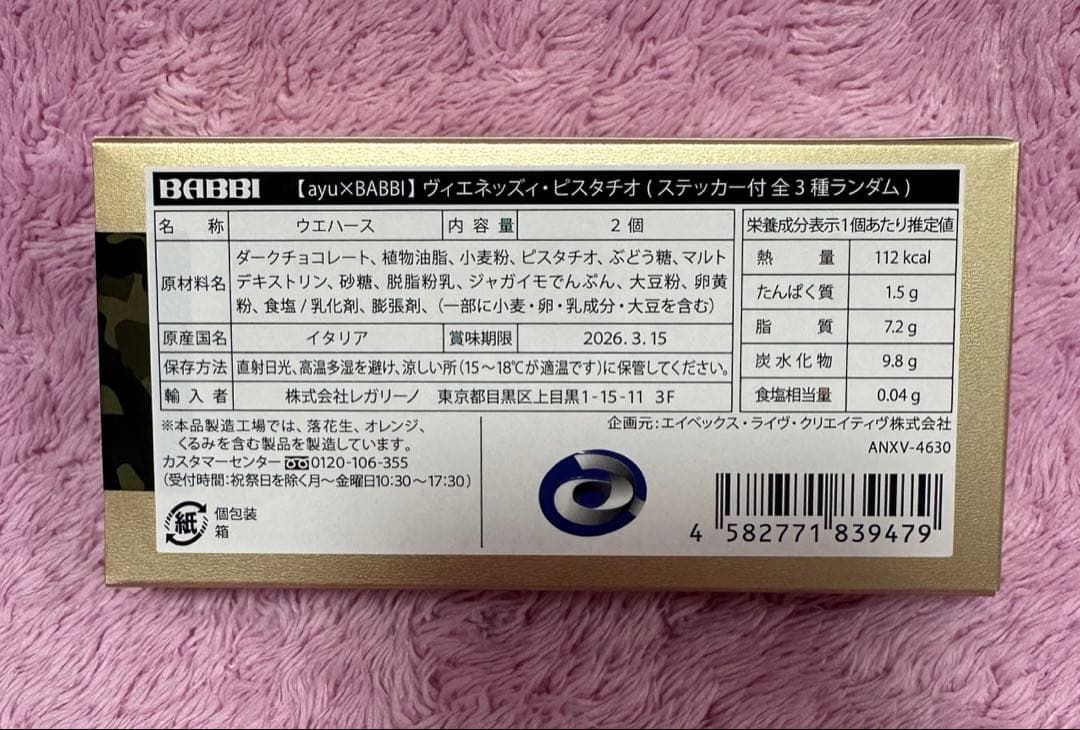 BABBI 【ayu×BABBI】ヴィエネッズィ・ピスタチオ(ステッカー付 全3種ランダム)
名称 ウエハース 内容量 2個
原材料名 ダークチョコレート、植物油脂、小麦粉、ピスタチオ、ぶどう糖、マルト
デキストリン、砂糖、脱脂粉乳、ジャガイモでんぷん、大豆粉、卵黄
粉、食塩/乳化剤、膨張剤、(一部に小麦・卵・乳成分・大豆を含む)
原産国名 イタリア 賞味期限 2026.3.15
保存方法 直射日光、高温多湿を避け、涼しい所(15~18℃が適温です)に保管してください。
輸入者 株式会社レガリーノ 東京都目黒区上目黒1-15-11 3F
栄養成分表示1個あたり推定値
熱量 112 kcal
たんぱく質 1.5 g
脂質 7.2 g
炭水化物 9.8 g
食塩相当量 0.04 g
※本品製造工場では、落花生、オレンジ、
くるみを含む製品を製造しています。
カスタマーセンター 0120-106-355
(受付時間:祝祭日を除く月~金曜日10:30~17:30)
紙 個包装
箱
企画元:エイベックス・ライヴ・クリエイティヴ株式会社
ANXV-4630
4 582771 839479